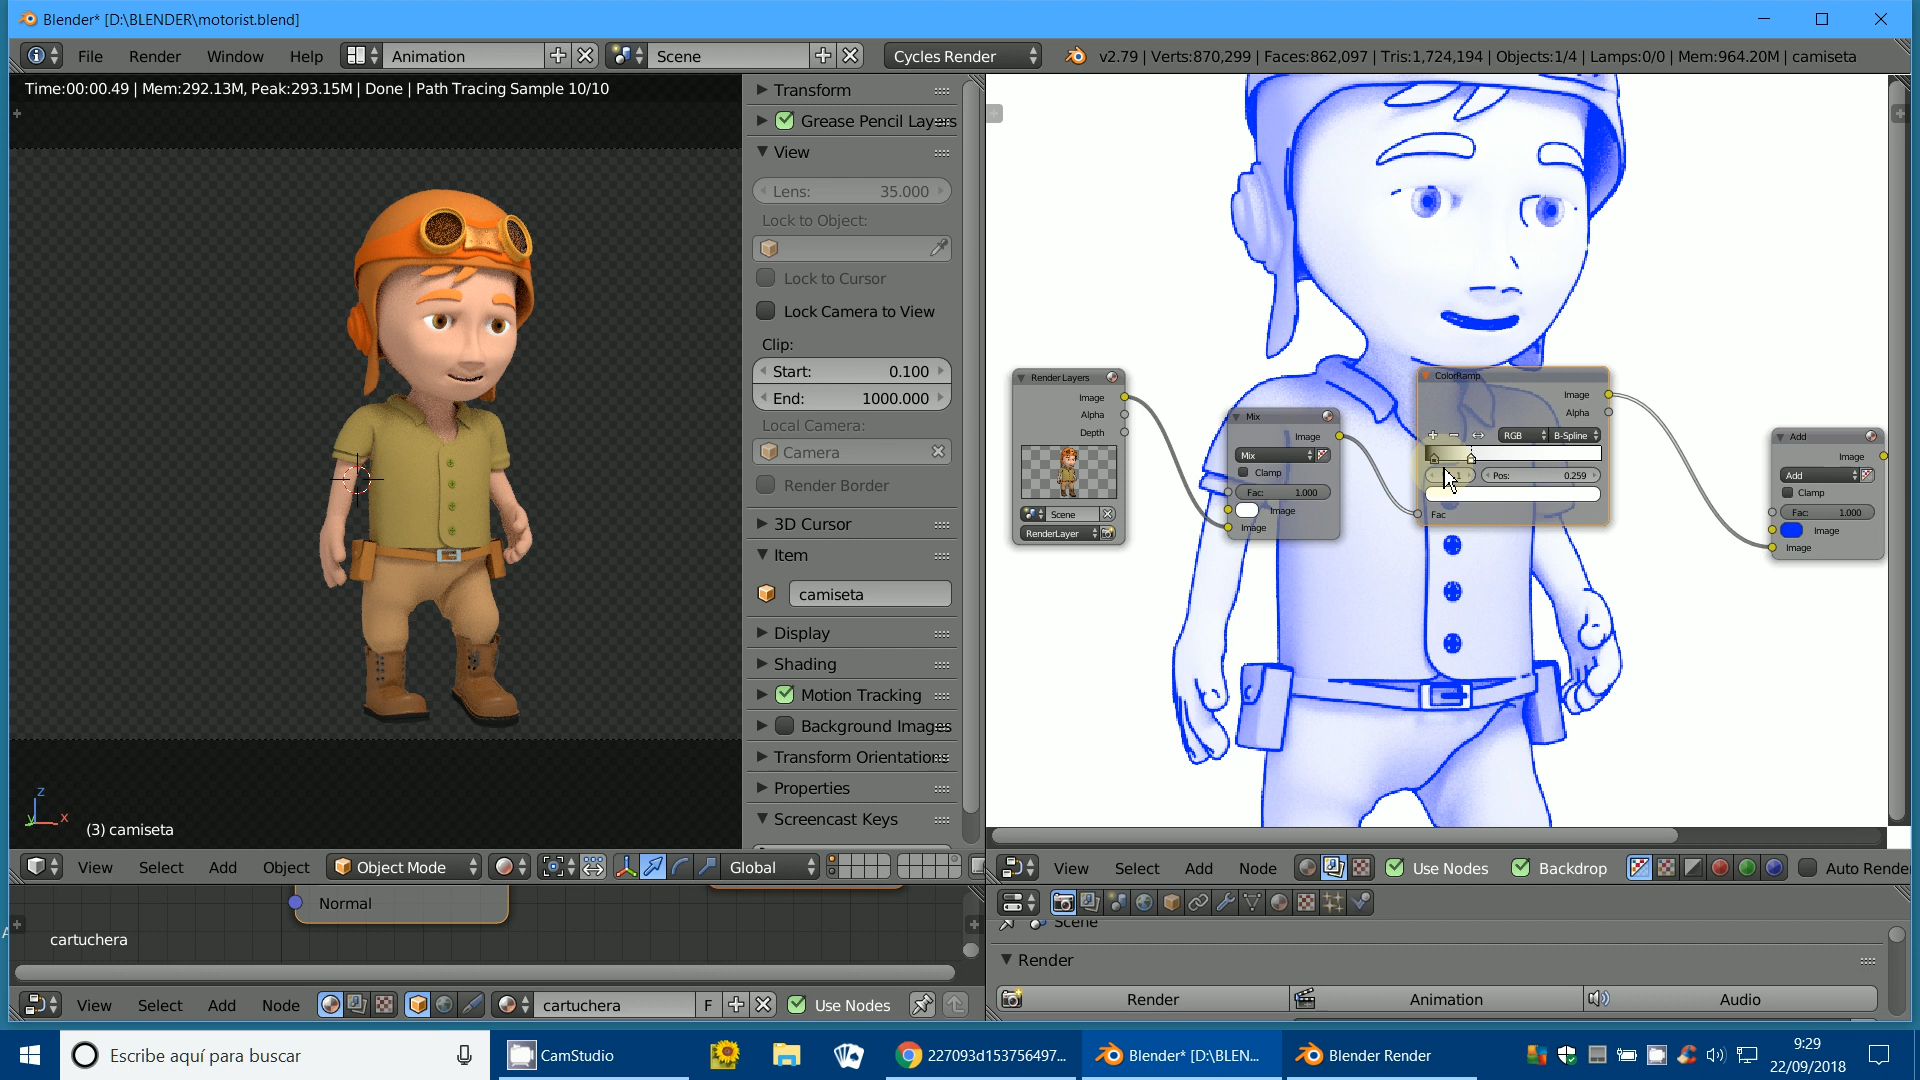 Blender* [D:\BLENDER\motorist.blend]
File Render Window Help Animation Scene Cycles Render v2.79 | Verts:870,299 | Faces:862,097 | Tris:1,724,194 | Objects:1/4 | Lamps:0/0 | Mem:964.20M | camiseta
Time:00:00.49 | Mem:292.13M, Peak:293.15M | Done | Path Tracing Sample 10/10
Transform
Grease Pencil Layers
View
Lens: 35.000
Lock to Object:
Lock to Cursor
Lock Camera to View
Clip:
Start: 0.100
End: 1000.000
Local Camera:
Camera
Render Border
3D Cursor
Item
camiseta
Display
Shading
Motion Tracking
Background Images
Transform Orientations
Properties
Screencast Keys
z
y x
(3) camiseta
RenderLayers
Image
Alpha
Depth
Scene
RenderLayer
Mix
Image
Mix
Clamp
Fac: 1.000
Image
Image
ColorRamp
Image
Alpha
RGB B-Spline
1 Pos: 0.259
Fac
Add
Image
Add
Clamp
Fac: 1.000
Image
Image
View Select Add Object Object Mode Global
View Select Add Node Use Nodes Backdrop Auto Rende
Normal
cartuchera
Scene
Render
Render Animation Audio
View Select Add Node cartuchera F Use Nodes
Escribe aquí para buscar
CamStudio
227093d153756497...
Blender* [D:\BLEN...
Blender Render
9:29
22/09/2018